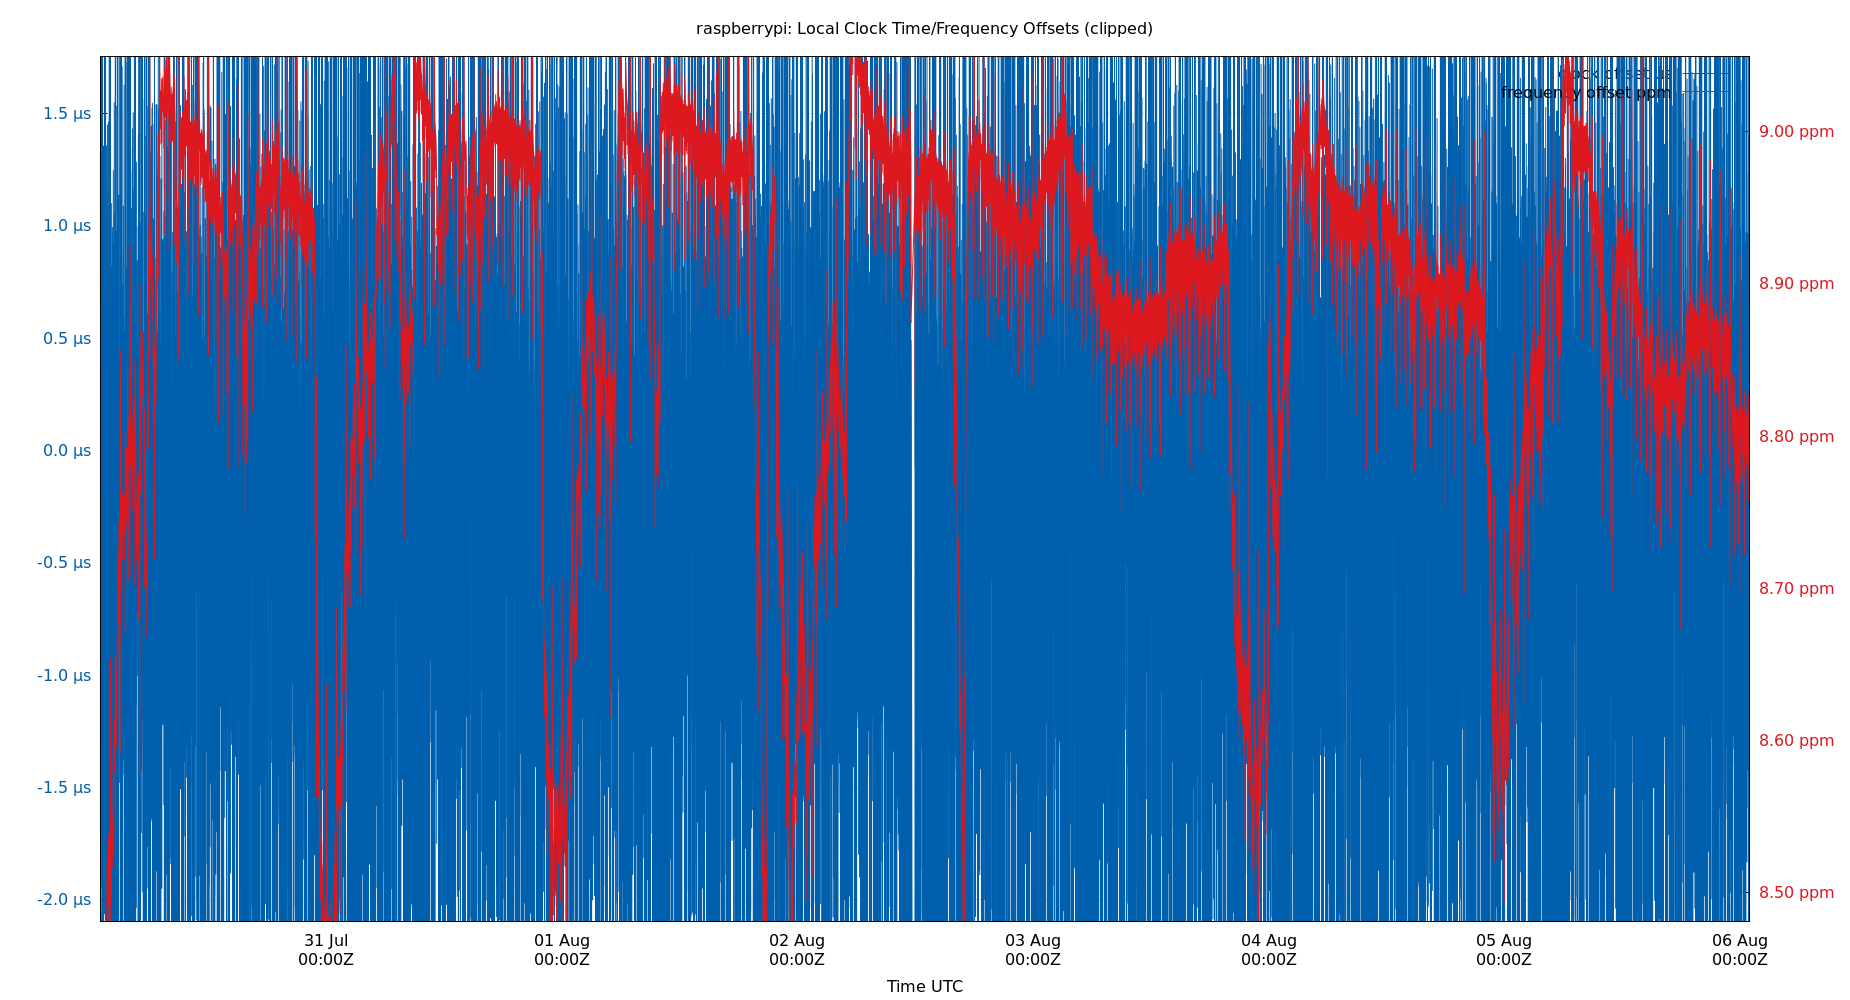 raspberrypi: Local Clock Time/Frequency Offsets (clipped)
clock offset us
frequency offset ppm
1.5 µs
1.0 µs
0.5 µs
0.0 µs
-0.5 µs
-1.0 µs
-1.5 µs
-2.0 µs
9.00 ppm
8.90 ppm
8.80 ppm
8.70 ppm
8.60 ppm
8.50 ppm
31 Jul
00:00Z
01 Aug
00:00Z
02 Aug
00:00Z
03 Aug
00:00Z
04 Aug
00:00Z
05 Aug
00:00Z
06 Aug
00:00Z
Time UTC